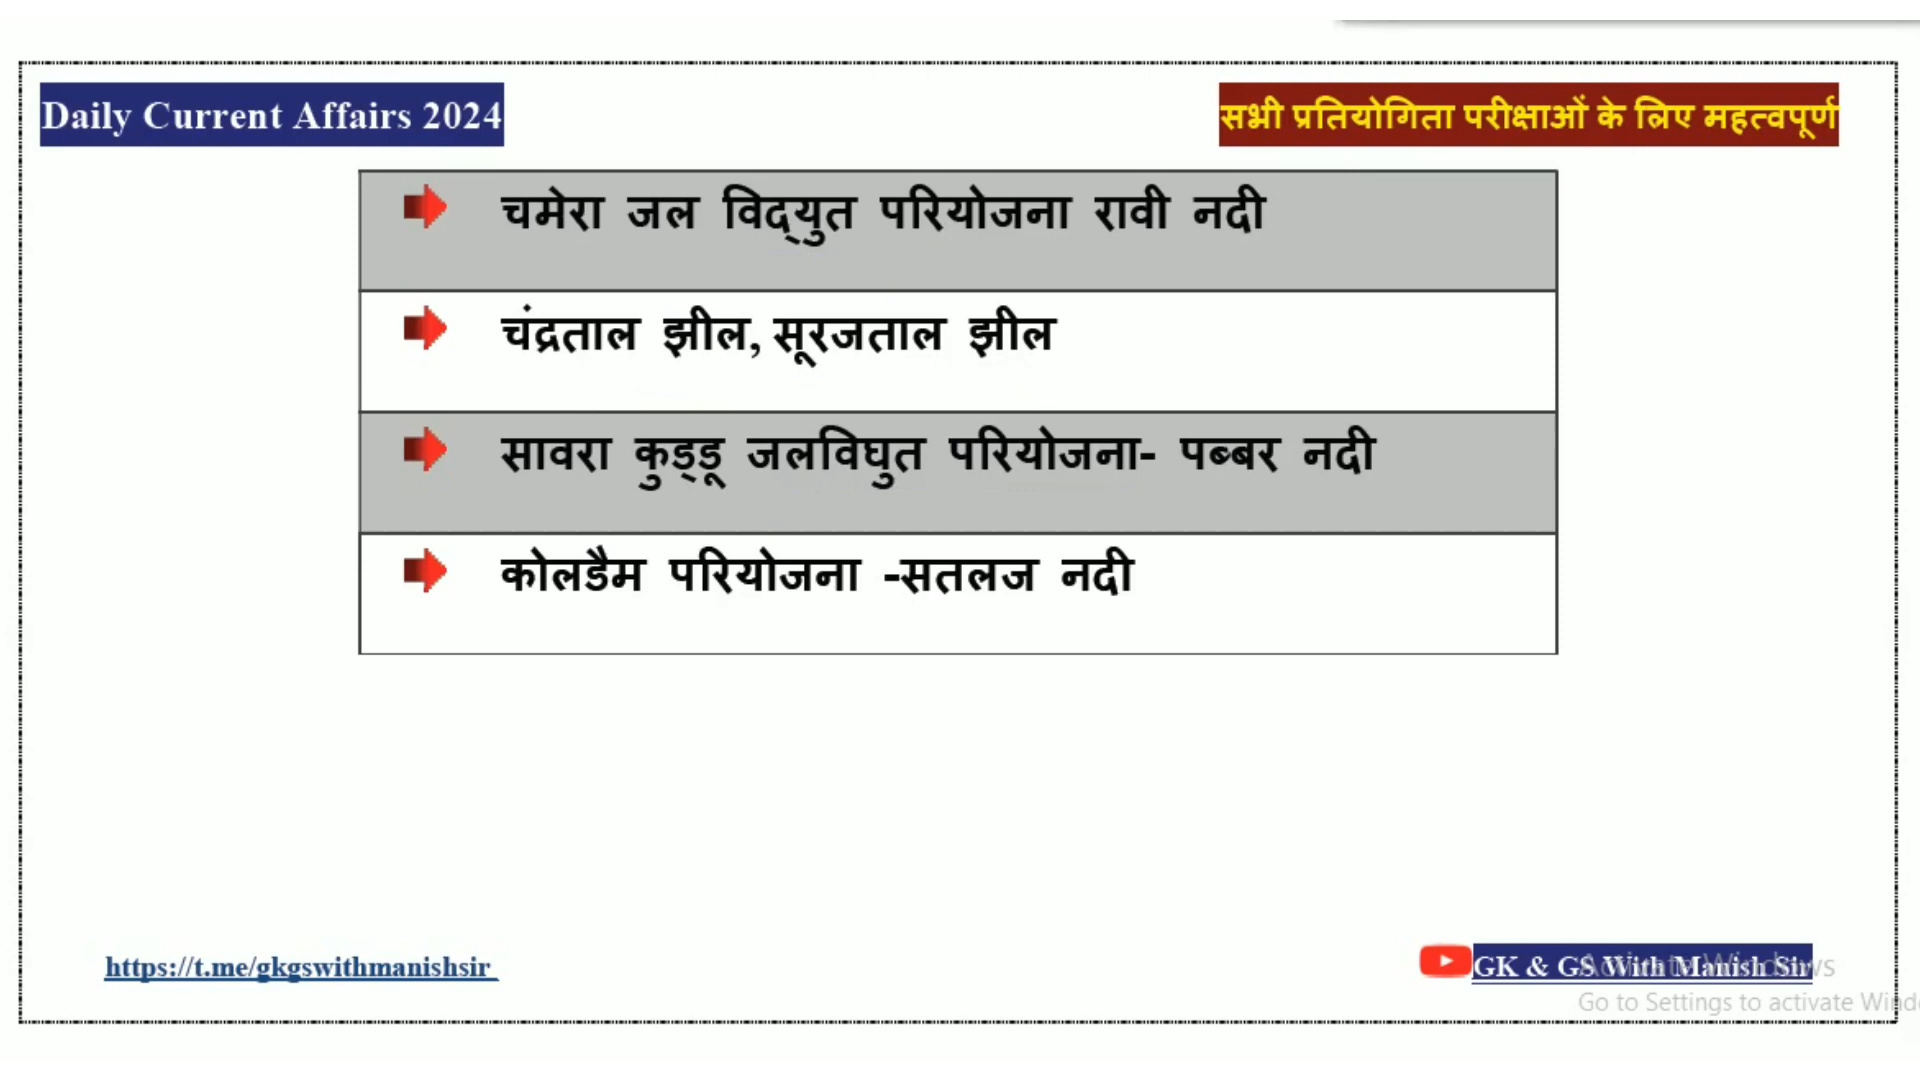 Daily Current Affairs 2024
सभी प्रतियोगिता परीक्षाओं के लिए महत्वपूर्ण
चमेरा जल विद्युत परियोजना रावी नदी
चंद्रताल झील, सूरजताल झील
सावरा कुड्डू जलविघुत परियोजना- पब्बर नदी
कोलडैम परियोजना -सतलज नदी
https://t.me/gkgswithmanishsir
GK & GS With Manish Sir
Activate Windows
Go to Settings to activate